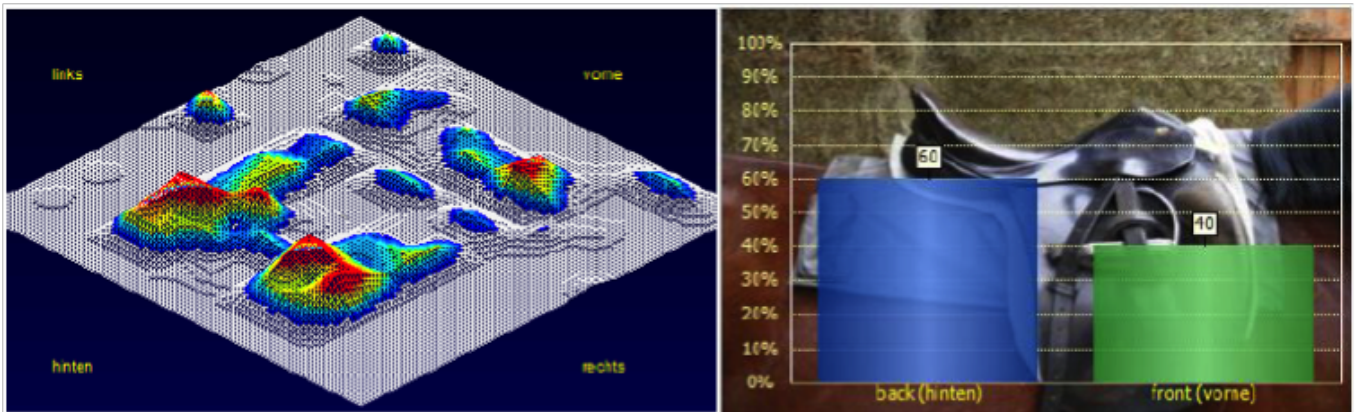 links
vorne
hinten
rechts
100%
90%
80%
70%
60%
50%
40%
30%
20%
10%
0%
60
40
back (hinten)
front (vorne)